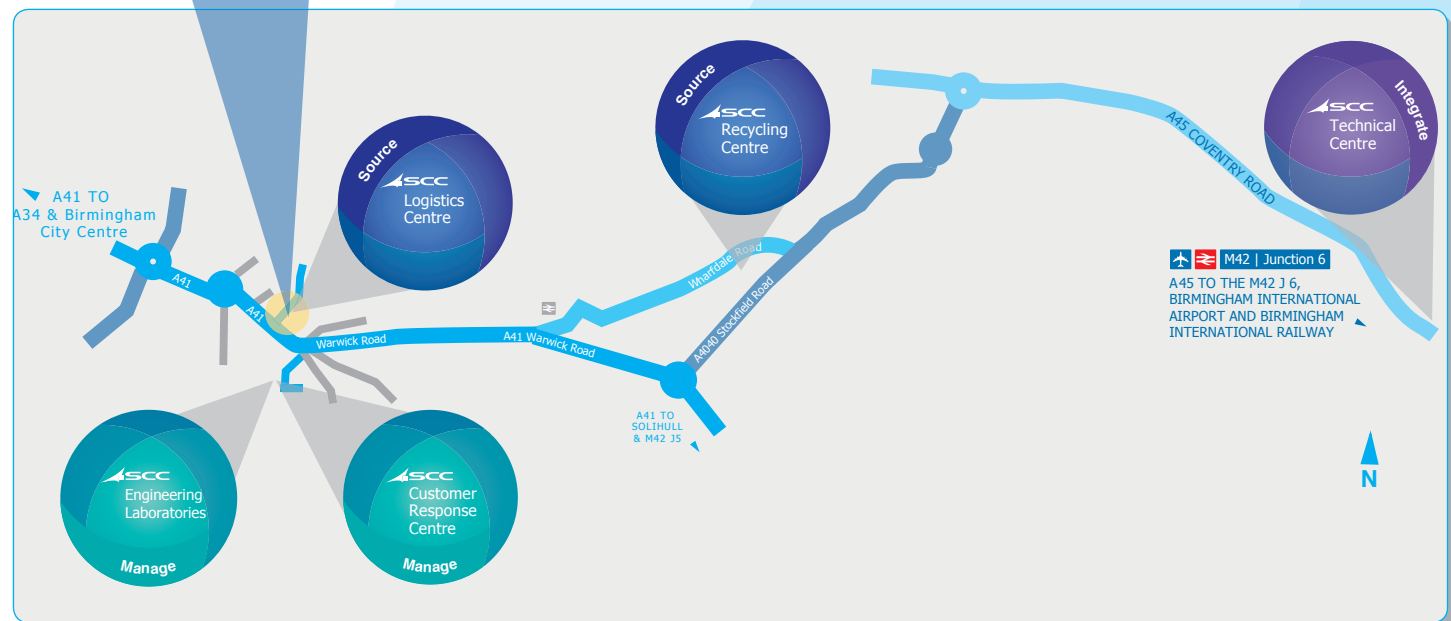 Source
SCC
Recycling
Centre
Integrate
SCC
Technical
Centre
Source
SCC
Logistics
Centre
A45 COVENTRY ROAD
A41 TO
A34 & Birmingham
City Centre
A41
A41
Warwick Road
A41 Warwick Road
Wharfdale Road
A4040 Stockfield Road
M42 | Junction 6
A45 TO THE M42 J 6,
BIRMINGHAM INTERNATIONAL
AIRPORT AND BIRMINGHAM
INTERNATIONAL RAILWAY
A41 TO
SOLIHULL
& M42 J5
N
SCC
Engineering
Laboratories
Manage
SCC
Customer
Response
Centre
Manage